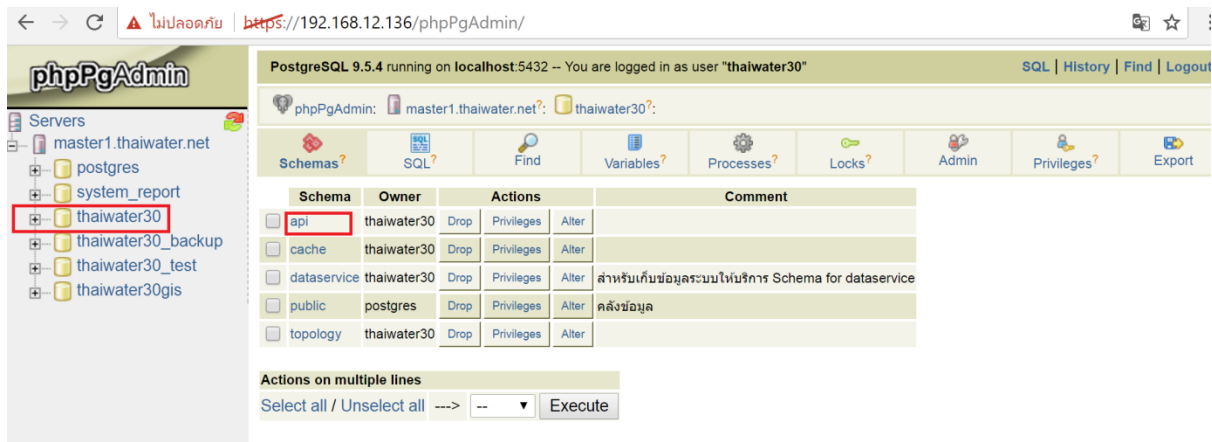 ไม่ปลอดภัย https://192.168.12.136/phpPgAdmin/
phpPgAdmin
Servers
master1.thaiwater.net
postgres
system_report
thaiwater30
thaiwater30_backup
thaiwater30_test
thaiwater30gis
PostgreSQL 9.5.4 running on localhost:5432 -- You are logged in as user "thaiwater30"
SQL | History | Find | Logout
phpPgAdmin: master1.thaiwater.net?: thaiwater30?:
Schemas? SQL? Find Variables? Processes? Locks? Admin Privileges? Export
Schema Owner Actions Comment
api thaiwater30 Drop Privileges Alter
cache thaiwater30 Drop Privileges Alter
dataservice thaiwater30 Drop Privileges Alter สำหรับเก็บข้อมูลระบบให้บริการ Schema for dataservice
public postgres Drop Privileges Alter คลังข้อมูล
topology thaiwater30 Drop Privileges Alter
Actions on multiple lines
Select all / Unselect all ---> -- Execute